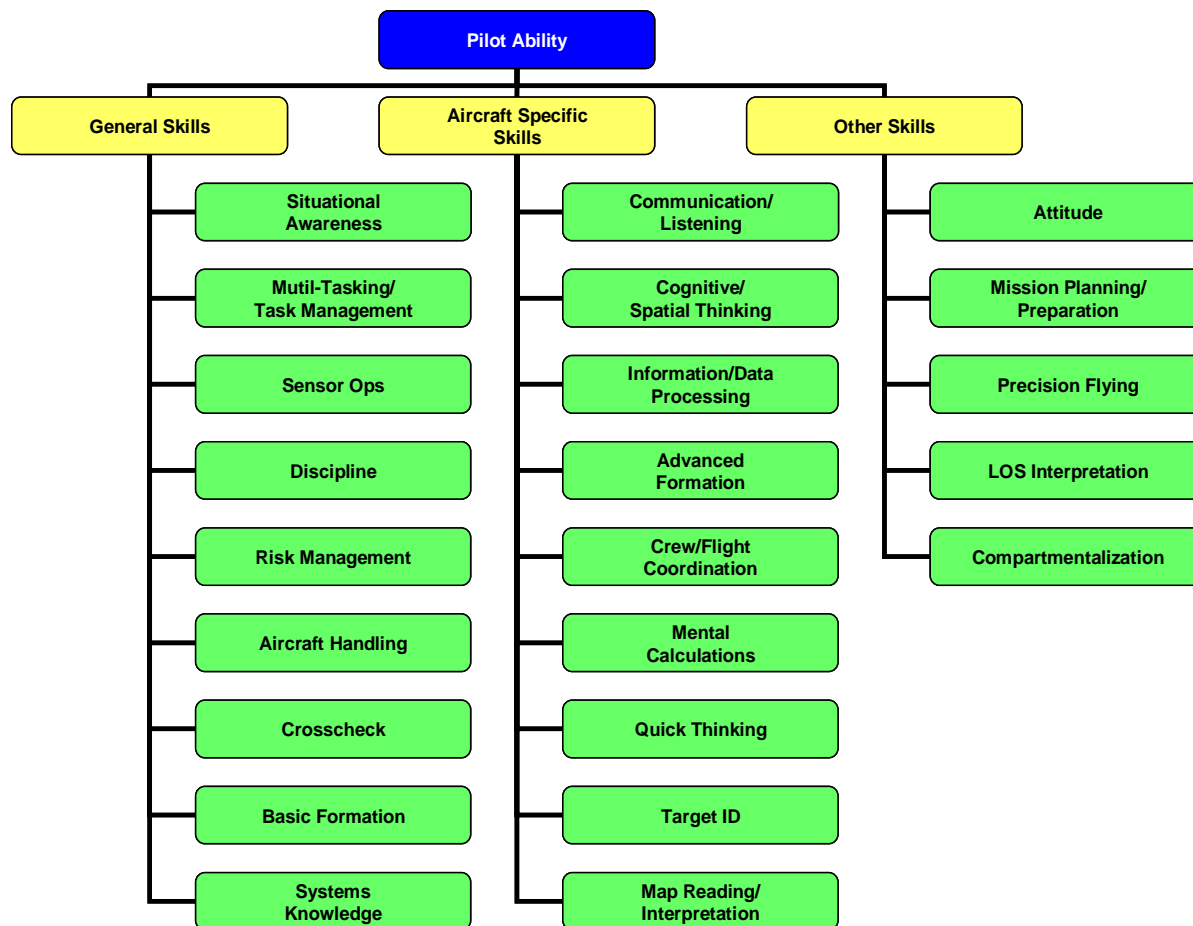 Pilot Ability
General Skills
Aircraft Specific
Skills
Other Skills
Situational
Awareness
Mutil-Tasking/
Task Management
Sensor Ops
Discipline
Risk Management
Aircraft Handling
Crosscheck
Basic Formation
Systems
Knowledge
Communication/
Listening
Cognitive/
Spatial Thinking
Information/Data
Processing
Advanced
Formation
Crew/Flight
Coordination
Mental
Calculations
Quick Thinking
Target ID
Map Reading/
Interpretation
Attitude
Mission Planning/
Preparation
Precision Flying
LOS Interpretation
Compartmentalization